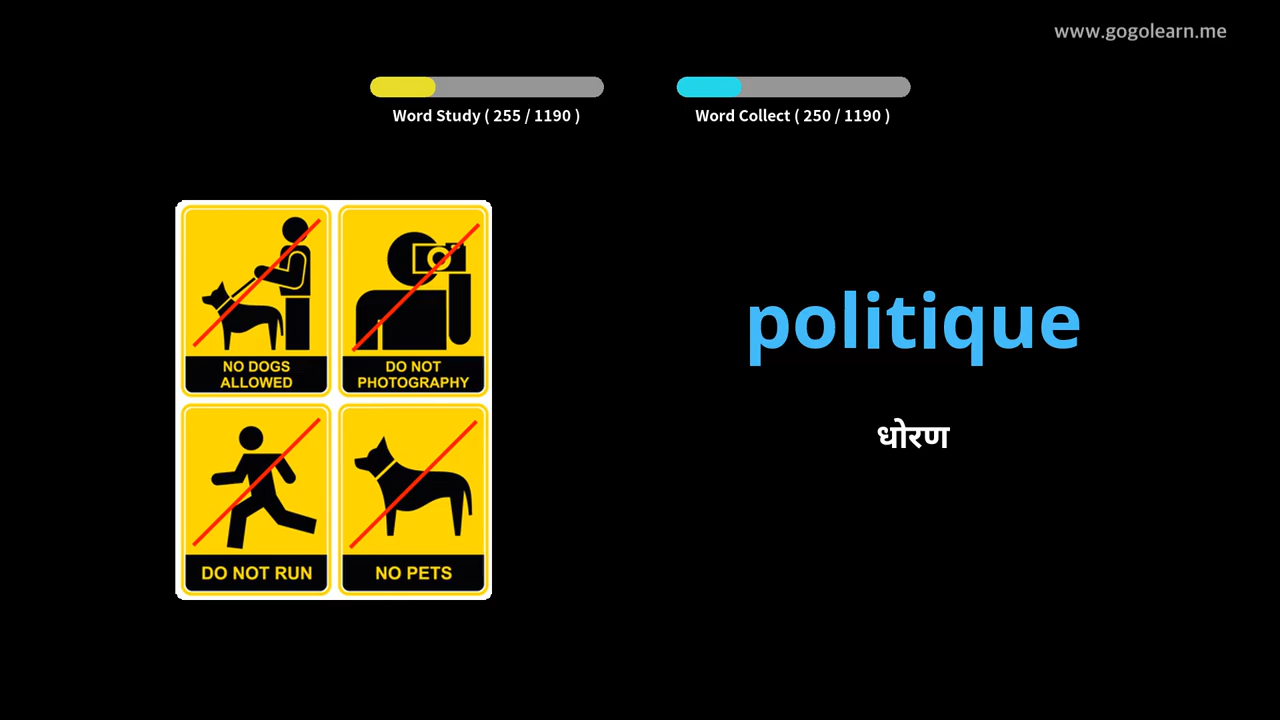 www.gogolearn.me
Word Study ( 255 / 1190 )
Word Collect ( 250 / 1190 )
NO DOGS
ALLOWED
DO NOT
PHOTOGRAPHY
DO NOT RUN
NO PETS
politique
धोरण